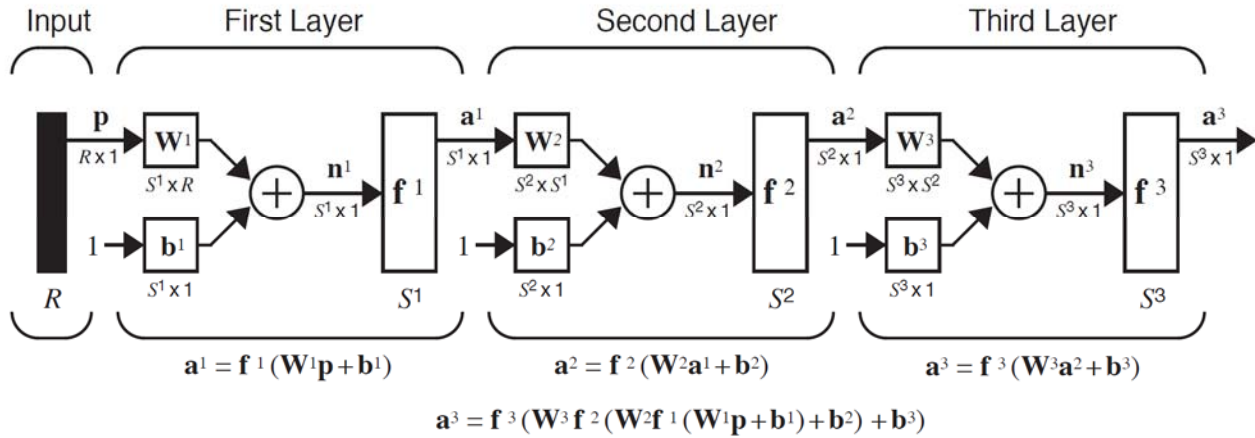 Input First Layer Second Layer Third Layer
p a¹ a² a³
W¹ W² W³
R x 1 S¹ x 1 S² x 1 S³ x 1
n¹ n² n³
S¹ x R S² x S¹ S³ x S²
+ f ¹ + f ² + f ³
S¹ x 1 S² x 1 S³ x 1
1 b¹ 1 b² 1 b³
S¹ x 1 S² x 1 S³ x 1
R S¹ S² S³
a¹ = f ¹ (W¹p + b¹) a² = f ² (W²a¹ + b²) a³ = f ³ (W³a² + b³)
a³ = f ³ (W³ f ² (W²f ¹ (W¹p + b¹) + b²) + b³)